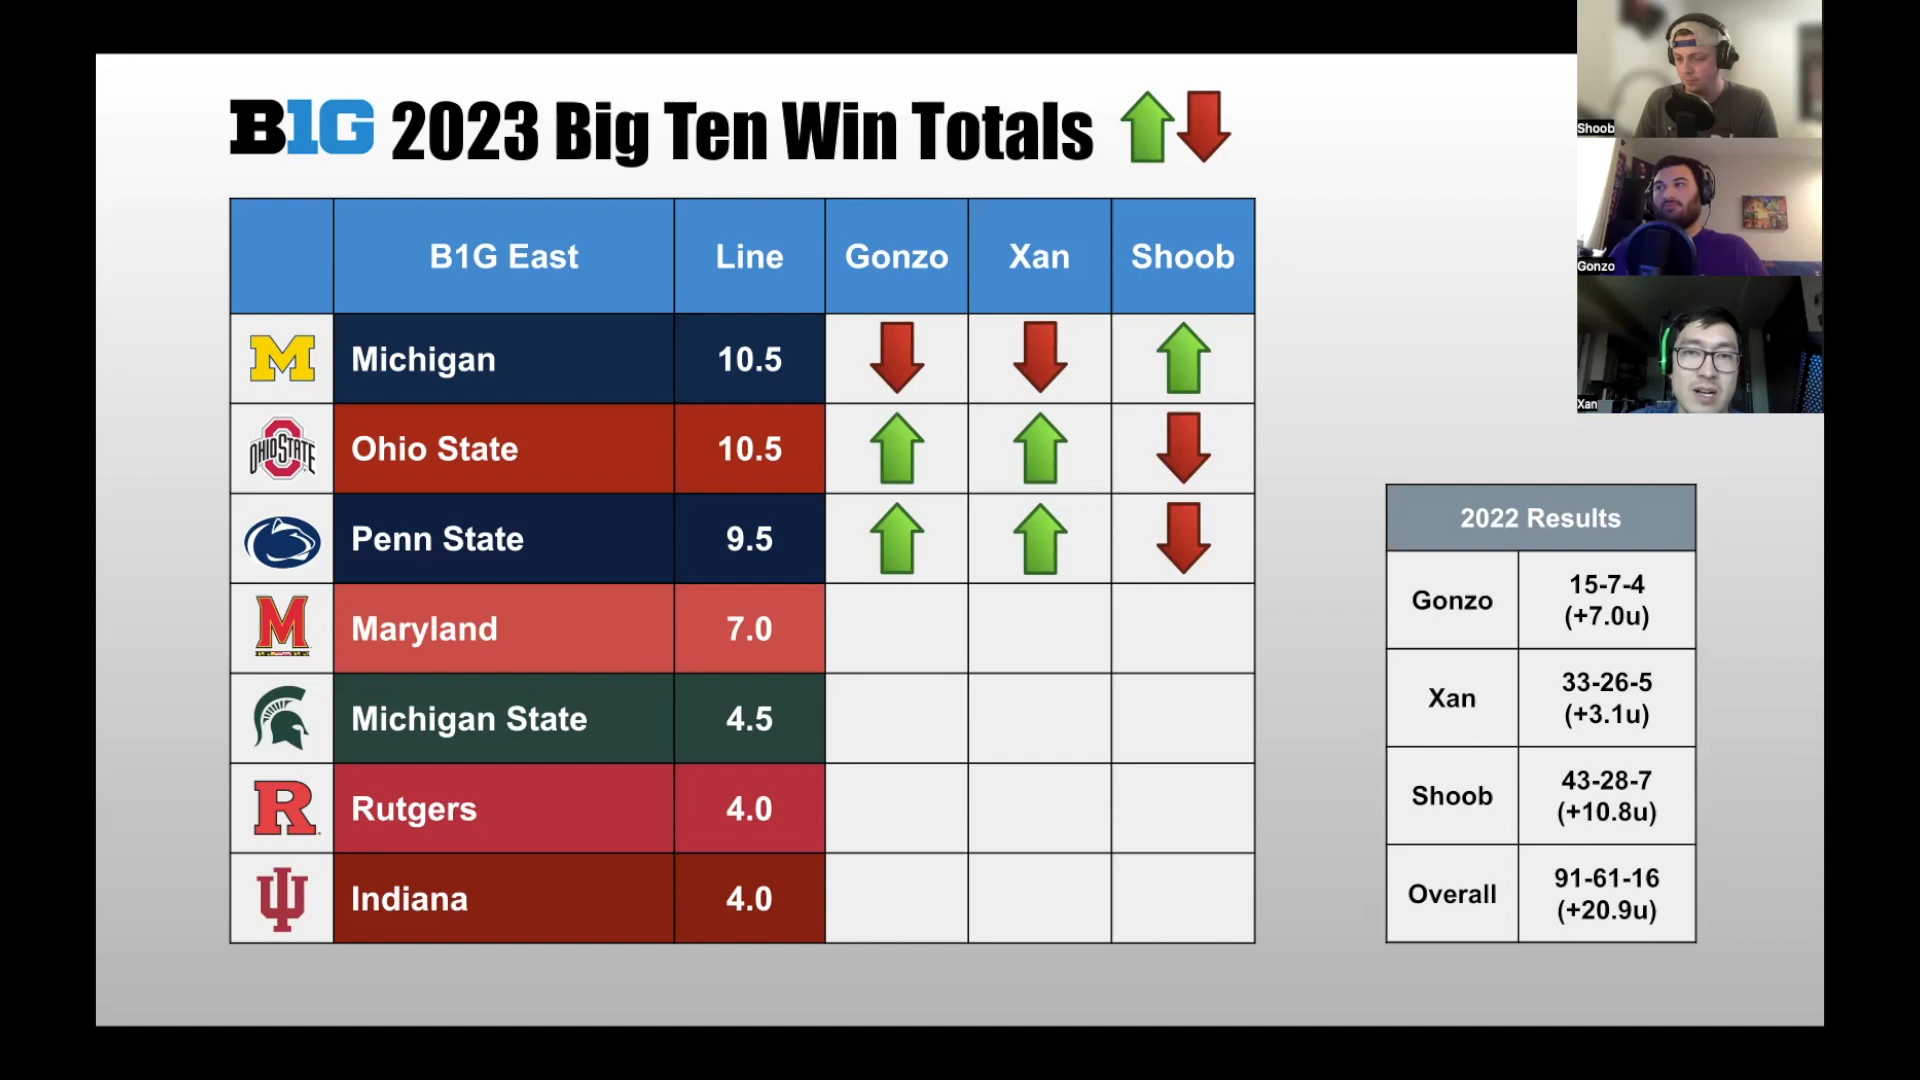 B1G 2023 Big Ten Win Totals
B1G East Line Gonzo Xan Shoob
M Michigan 10.5
OHIO STATE Ohio State 10.5
Penn State 9.5
M Maryland 7.0
Michigan State 4.5
R Rutgers 4.0
Indiana 4.0
Shoob
Gonzo
Xan
2022 Results
Gonzo 15-7-4
(+7.0u)
Xan 33-26-5
(+3.1u)
Shoob 43-28-7
(+10.8u)
Overall 91-61-16
(+20.9u)